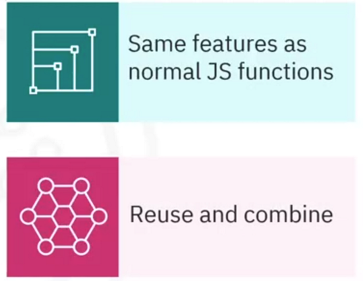 Same features as
normal JS functions
Reuse and combine